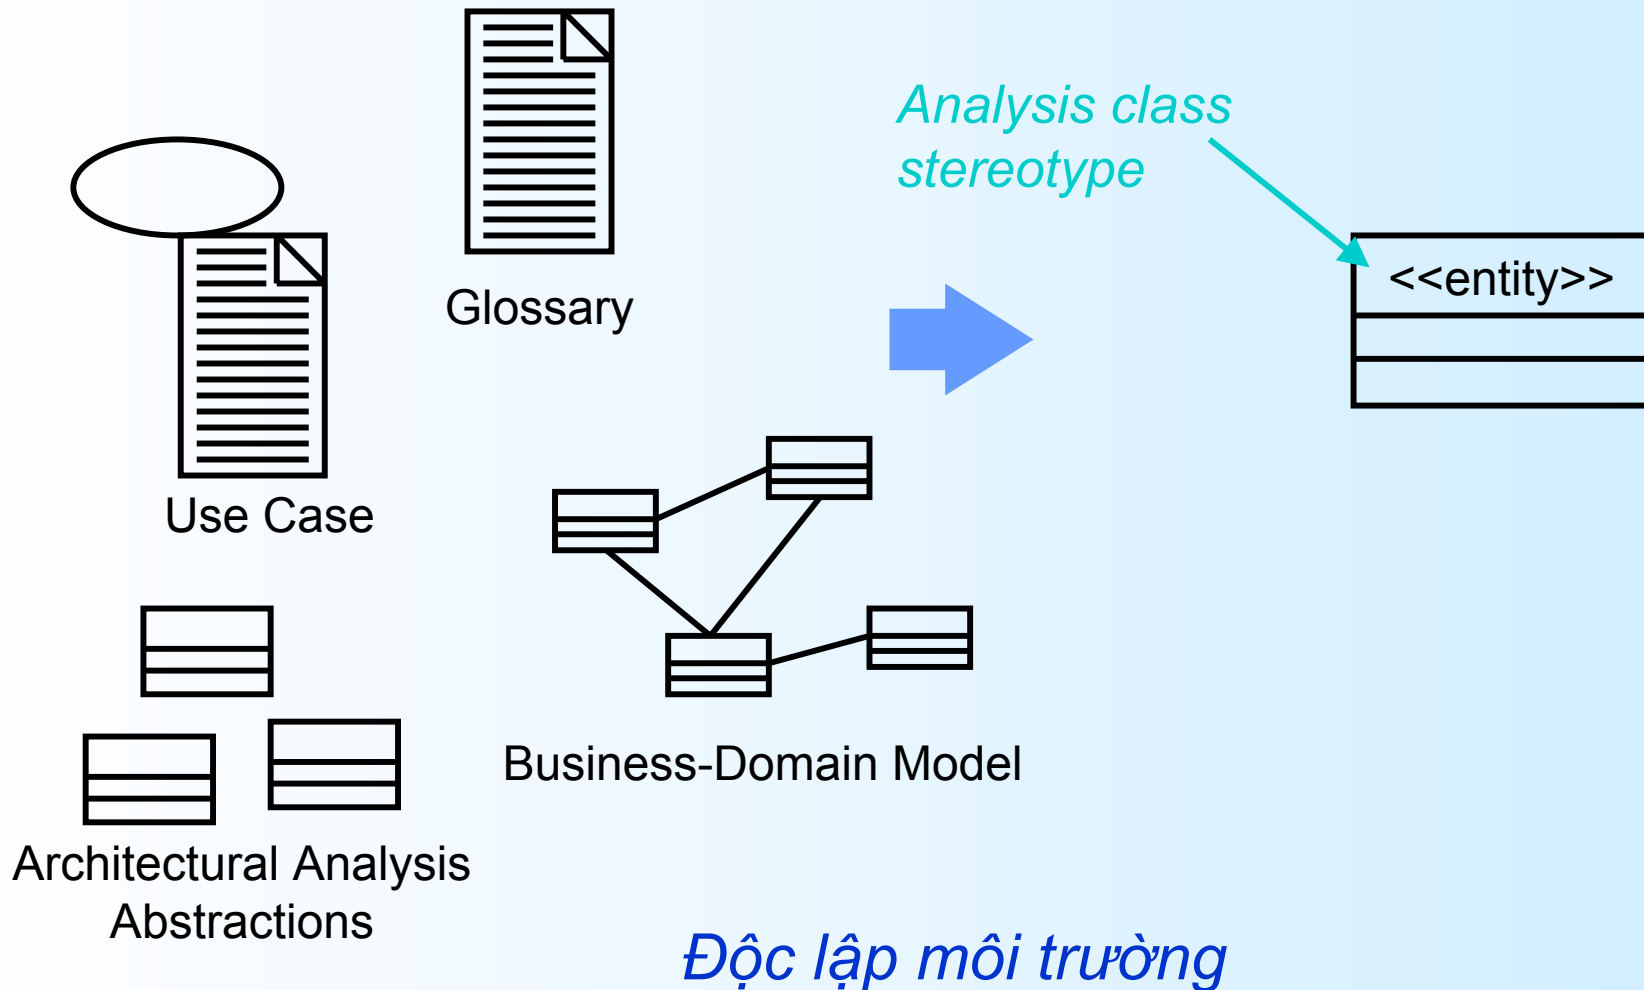 Analysis class
stereotype
<<entity>>
Glossary
Use Case
Business-Domain Model
Architectural Analysis
Abstractions
Độc lập môi trường